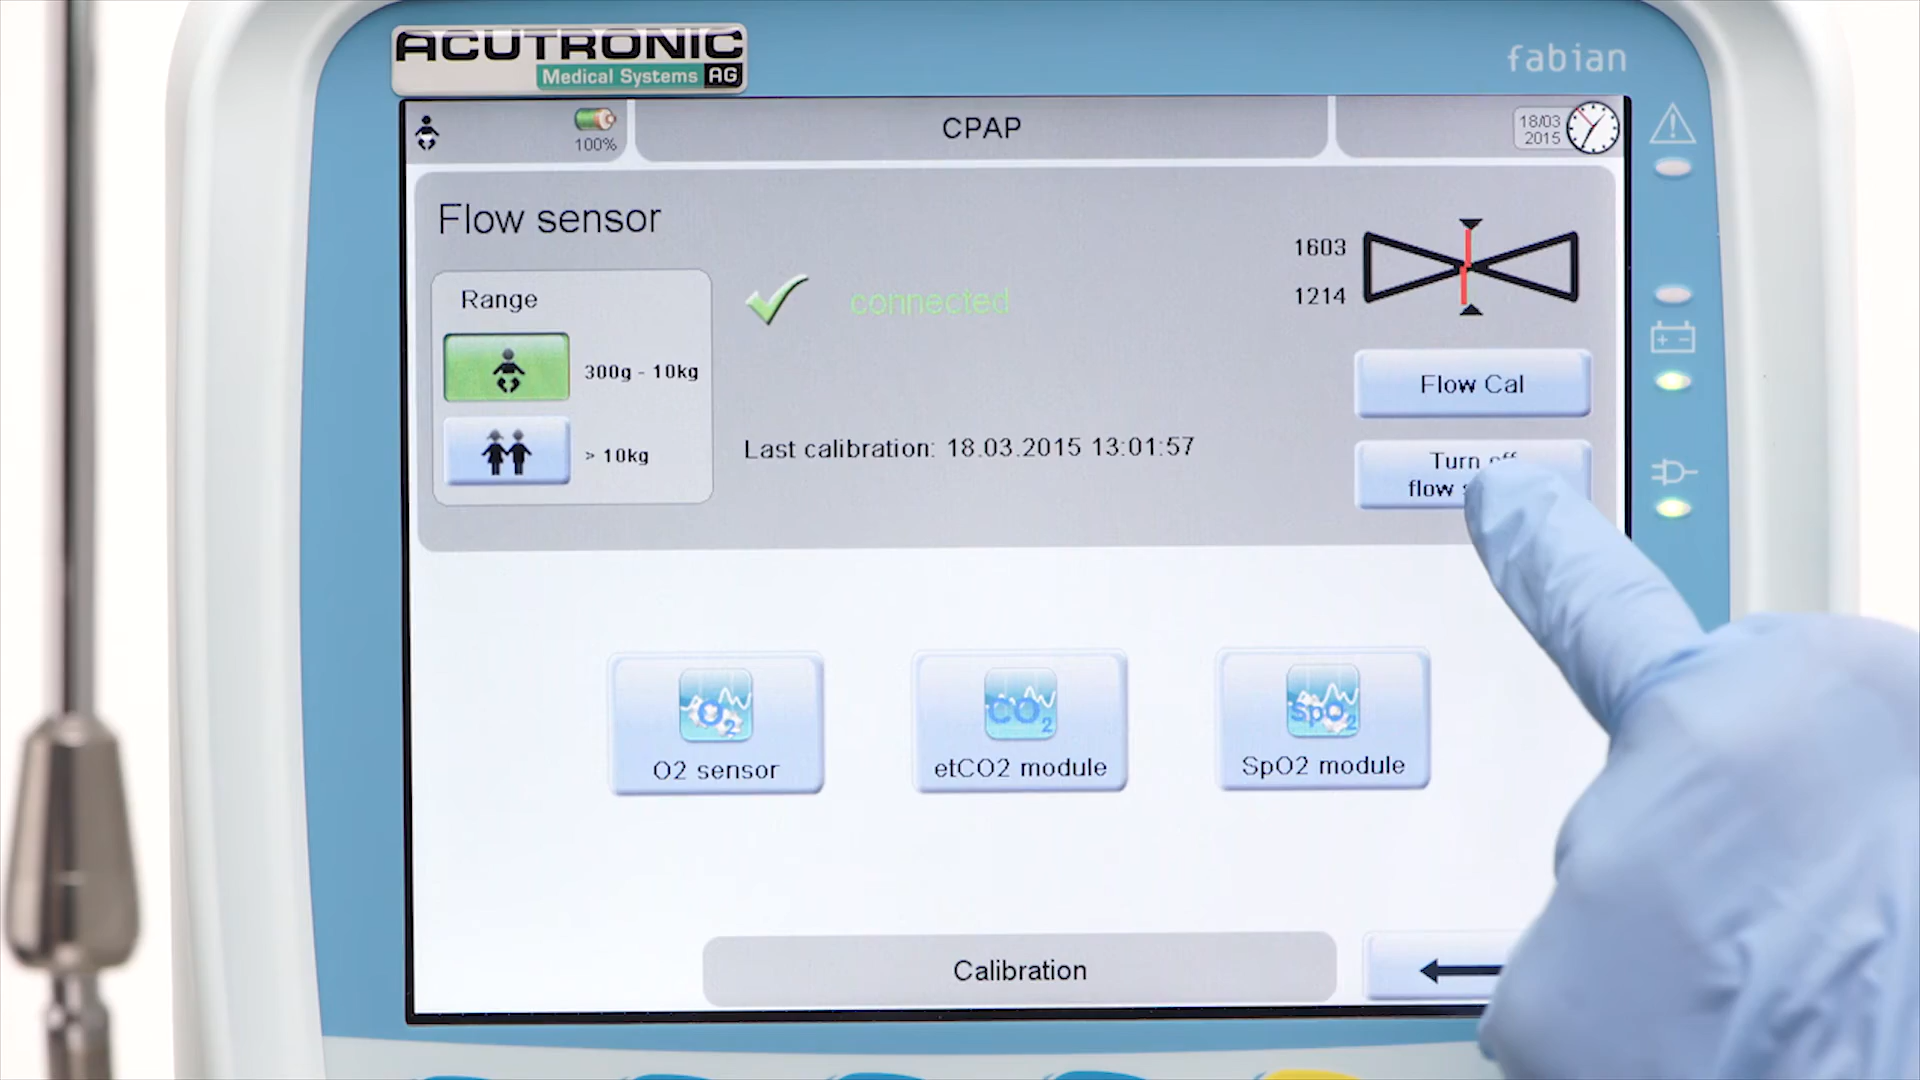 ACUTRONIC
Medical Systems AG
fabian
100%
CPAP
18/03
2015
Flow sensor
Range
300g - 10kg
> 10kg
connected
1603
1214
Flow Cal
Last calibration: 18.03.2015 13:01:57
Turn off
flow
O2
O2 sensor
CO2
etCO2 module
SpO2
SpO2 module
Calibration